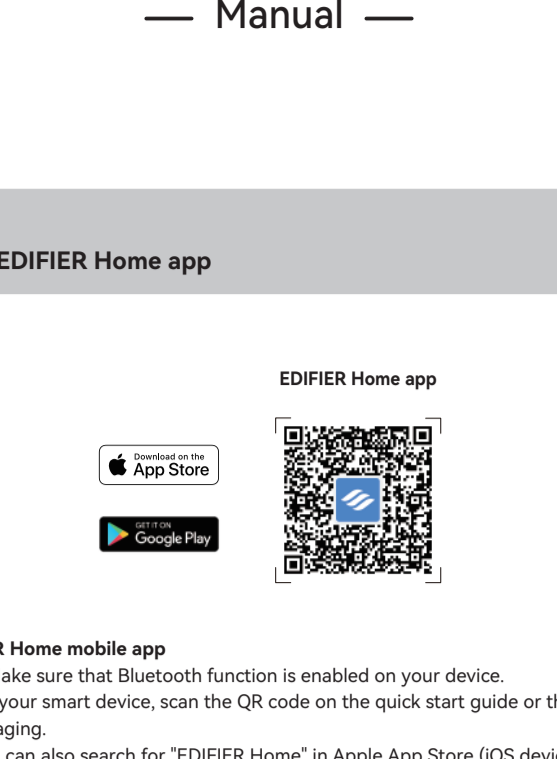 Manual
EDIFIER Home app
EDIFIER Home app
Download on the
App Store
GET IT ON
Google Play
R Home mobile app
ake sure that Bluetooth function is enabled on your device.
your smart device, scan the QR code on the quick start guide or th
aging.
can also search for "EDIFIER Home" in Apple App Store (iOS devi